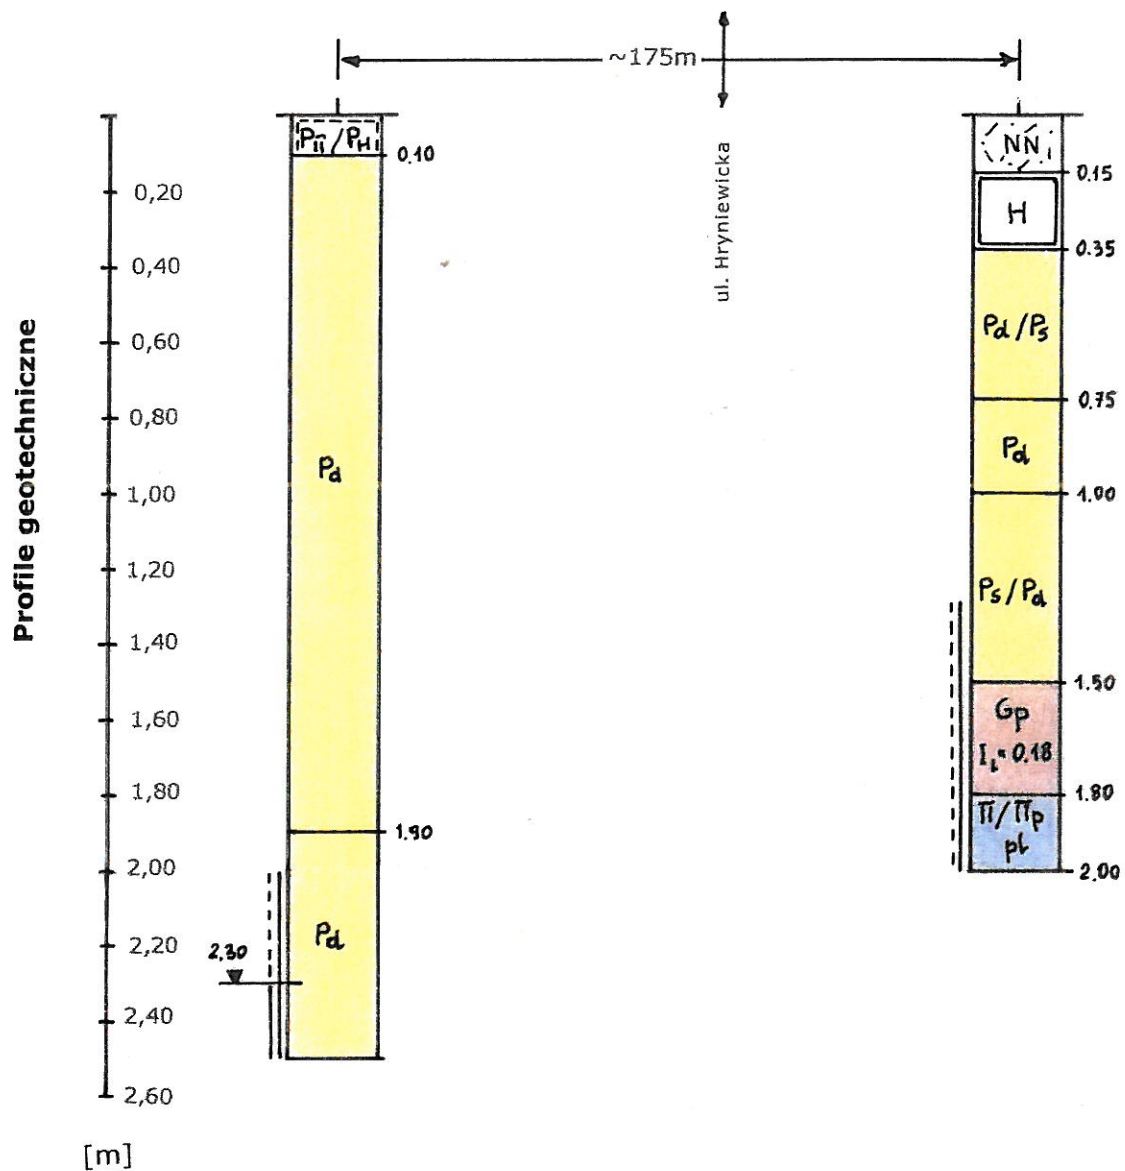 ~175m
ul. Hryniewicka
Profile geotechniczne
0,20
0,40
0,60
0,80
1,00
1,20
1,40
1,60
1,80
2,00
2,20
2,40
2,60
[m]
Pπ/PH
0.10
Pd
1.90
Pd
2.30
NN
0.15
H
0.35
Pd/Ps
0.75
Pd
1.00
Ps/Pd
1.50
Gp
IL=0.18
1.80
π/πp
pl
2.00